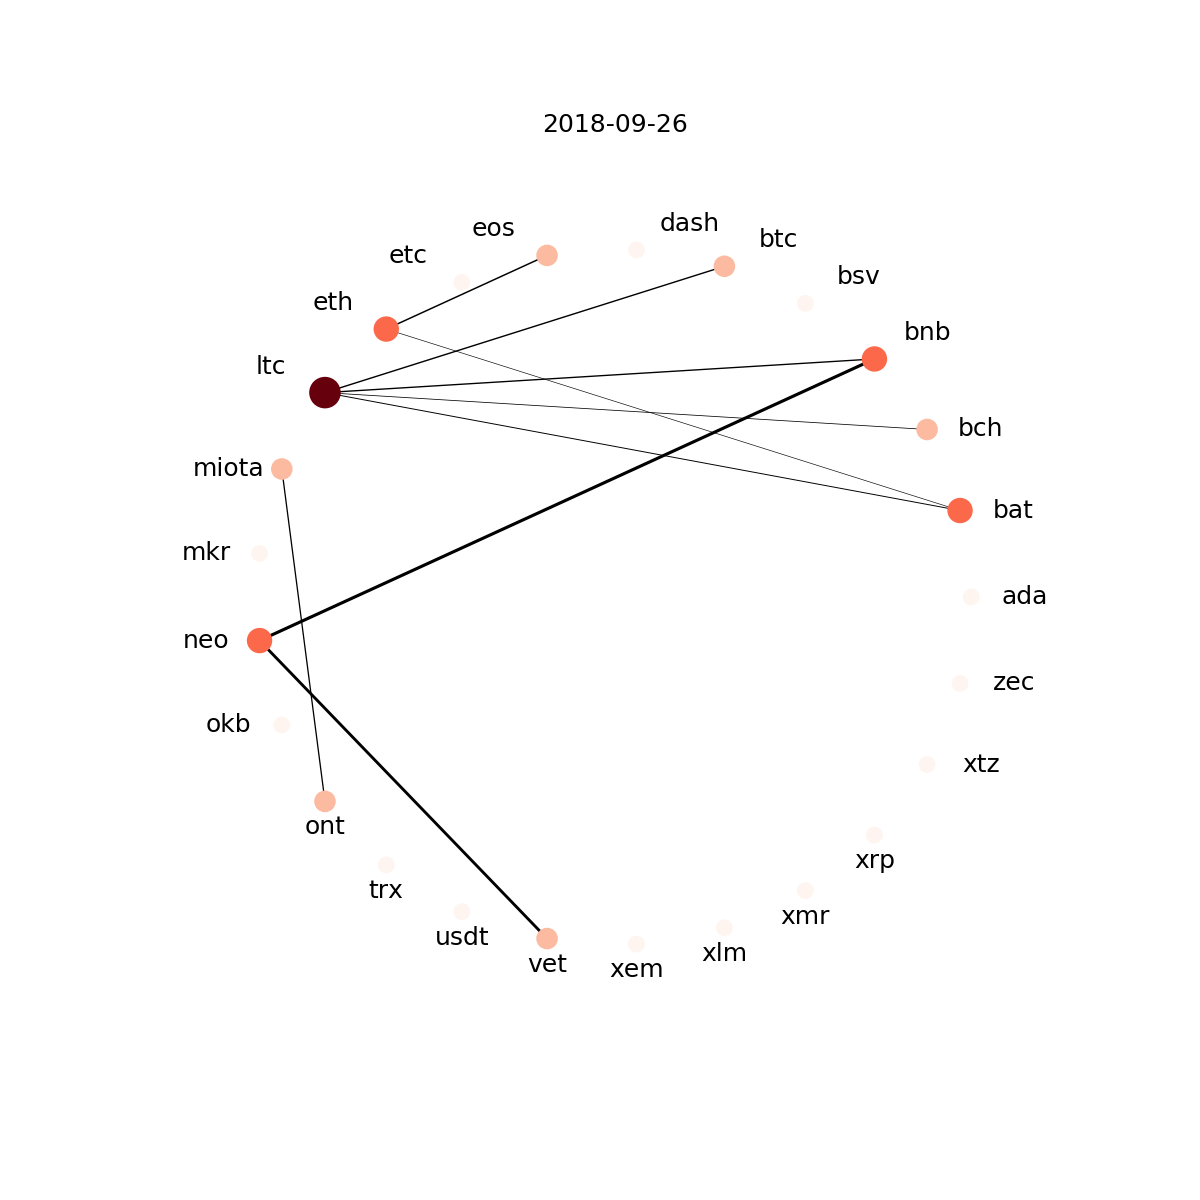 2018-09-26
dash
eos
btc
etc
bsv
eth
bnb
ltc
bch
miota
bat
mkr
ada
neo
zec
okb
xtz
ont
xrp
trx
xmr
usdt
xlm
vet
xem